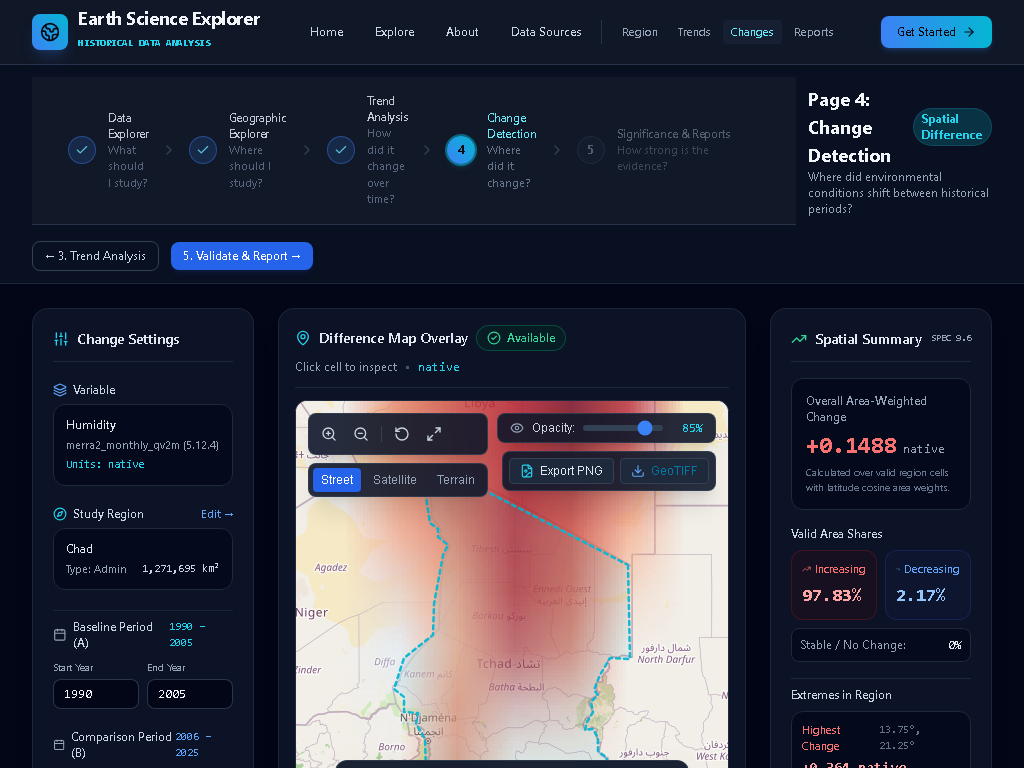 Earth Science Explorer
HISTORICAL DATA ANALYSIS
Home
Explore
About
Data Sources
Region
Trends
Changes
Reports
Get Started →
Data
Explorer
What
should
I study?
Geographic
Explorer
Where
should I
study?
Trend
Analysis
How
did it
change
over
time?
4
Change
Detection
Where
did it
change?
5
Significance & Reports
How strong is the
evidence?
Page 4:
Change
Detection
Spatial
Difference
Where did environmental
conditions shift between historical
periods?
← 3. Trend Analysis
5. Validate & Report →
Change Settings
Variable
Humidity
merra2_monthly_qv2m (5.12.4)
Units: native
Study Region
Edit →
Chad
Type: Admin
1,271,695 km²
Baseline Period
(A)
1990 –
2005
Start Year
End Year
1990
2005
Comparison Period
(B)
2006 –
2025
Difference Map Overlay
Available
Click cell to inspect • native
Opacity:
85%
Street
Satellite
Terrain
Export PNG
GeoTIFF
Agadez
Niger
Zinder
Diffa
Kanem كانم
Tibesti تيبستي
Ennedi Ouest
إنيدي الغربية
Borkou بوركو
Tchad تشاد
Batha البطحة
شمال دارفور
North Darfur
N'Djaména
انجمينا
Borno
جنوب دارفور
Spatial Summary
SPEC 9.6
Overall Area-Weighted
Change
+0.1488 native
Calculated over valid region cells
with latitude cosine area weights.
Valid Area Shares
Increasing
97.83%
Decreasing
2.17%
Stable / No Change:
0%
Extremes in Region
Highest
Change
13.75°,
21.25°
+0.364 native